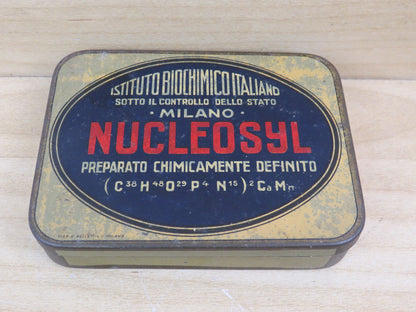 ISTITUTO BIOCHIMICO ITALIANO
SOTTO IL CONTROLLO DELLO STATO
· MILANO ·
NUCLEOSYL
PREPARATO CHIMICAMENTE DEFINITO
(C³⁸ H⁴⁸ O²⁹ P⁴ N¹⁵)² Ca Mn